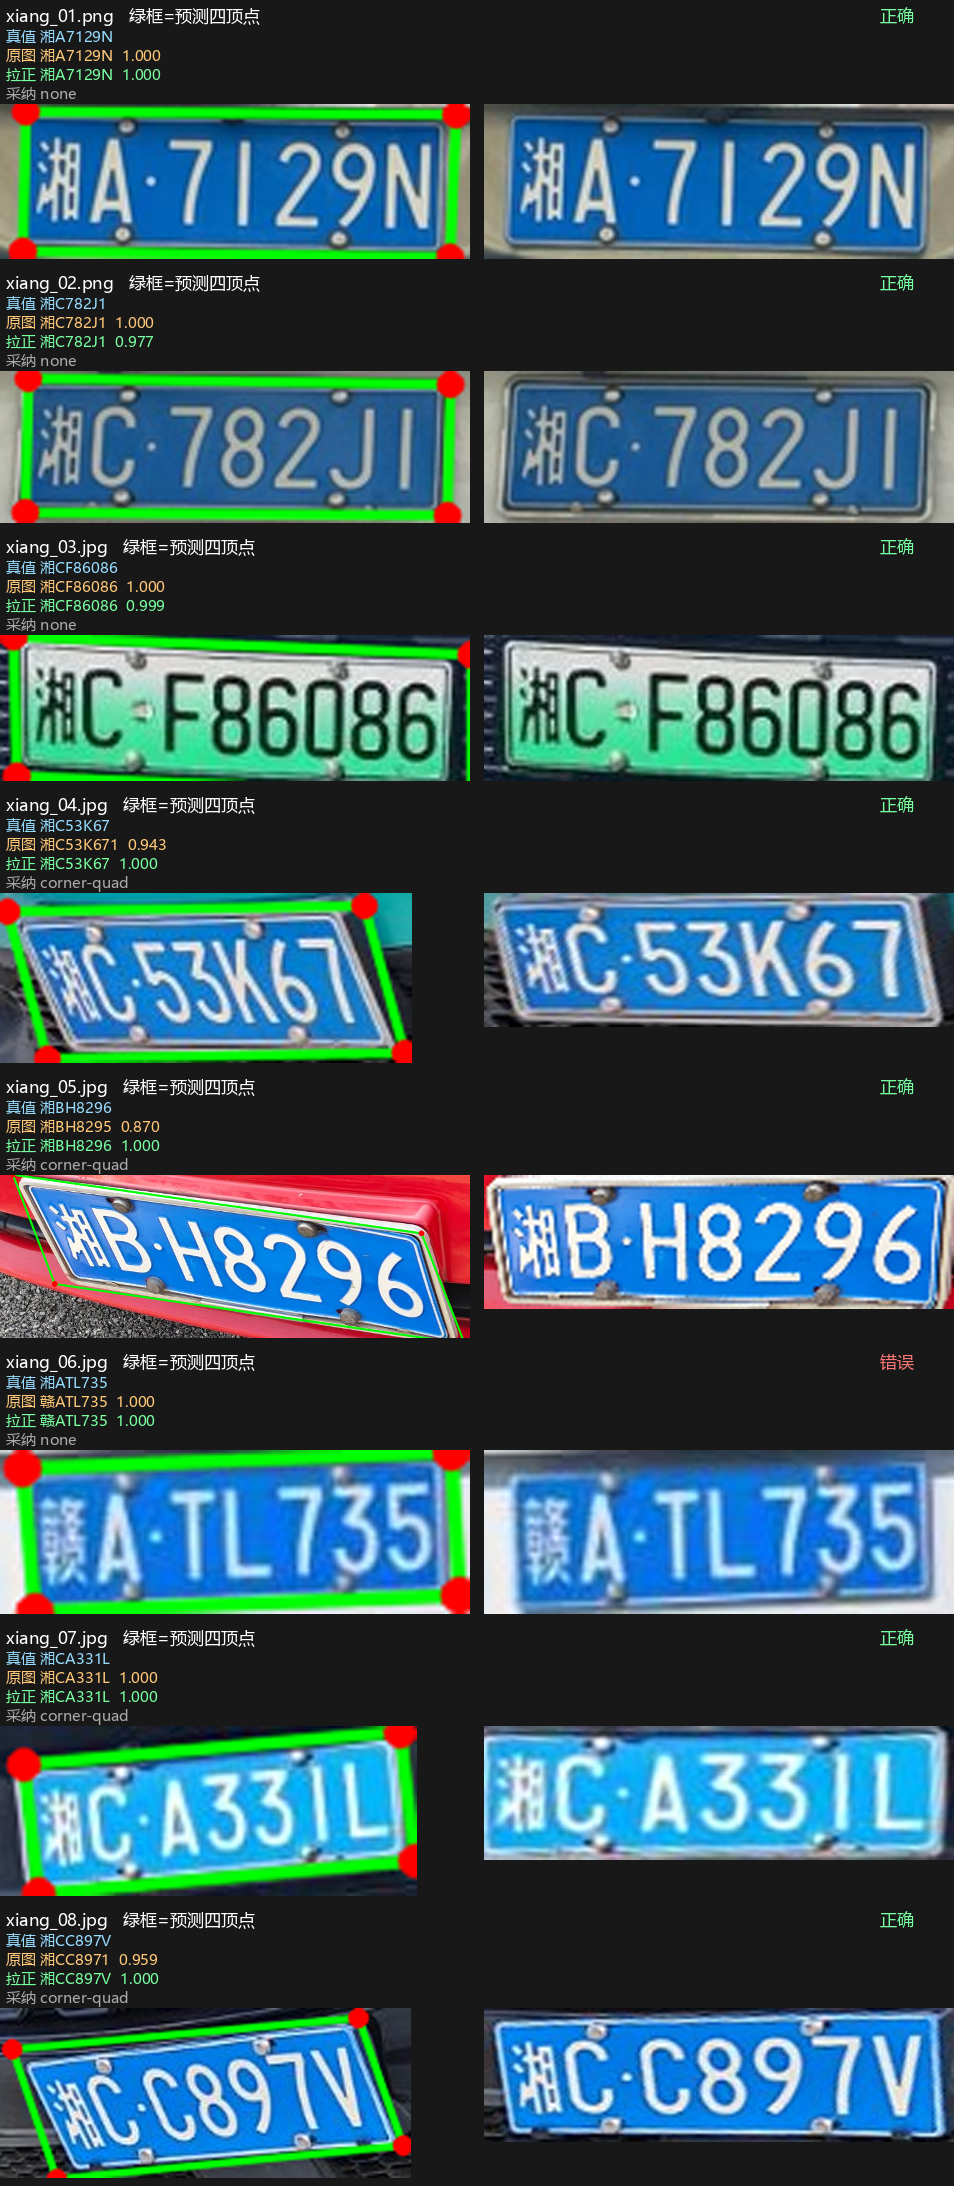 xiang_01.png 绿框=预测四顶点 正确
真值 湘A7129N
原图 湘A7129N 1.000
拉正 湘A7129N 1.000
采纳 none
湘A·7129N 湘A·7129N
xiang_02.png 绿框=预测四顶点 正确
真值 湘C782J1
原图 湘C782J1 1.000
拉正 湘C782J1 0.977
采纳 none
湘C·782J1 湘C·782J1
xiang_03.jpg 绿框=预测四顶点 正确
真值 湘CF86086
原图 湘CF86086 1.000
拉正 湘CF86086 0.999
采纳 none
湘C·F86086 湘C·F86086
xiang_04.jpg 绿框=预测四顶点 正确
真值 湘C53K67
原图 湘C53K671 0.943
拉正 湘C53K67 1.000
采纳 corner-quad
湘C·53K67 湘C·53K67
xiang_05.jpg 绿框=预测四顶点 正确
真值 湘BH8296
原图 湘BH8295 0.870
拉正 湘BH8296 1.000
采纳 corner-quad
湘B·H8296 湘B·H8296
xiang_06.jpg 绿框=预测四顶点 错误
真值 湘ATL735
原图 赣ATL735 1.000
拉正 赣ATL735 1.000
采纳 none
赣A·TL735 赣A·TL735
xiang_07.jpg 绿框=预测四顶点 正确
真值 湘CA331L
原图 湘CA331L 1.000
拉正 湘CA331L 1.000
采纳 corner-quad
湘C·A331L 湘C·A331L
xiang_08.jpg 绿框=预测四顶点 正确
真值 湘CC897V
原图 湘CC8971 0.959
拉正 湘CC897V 1.000
采纳 corner-quad
湘C·C897V 湘C·C897V